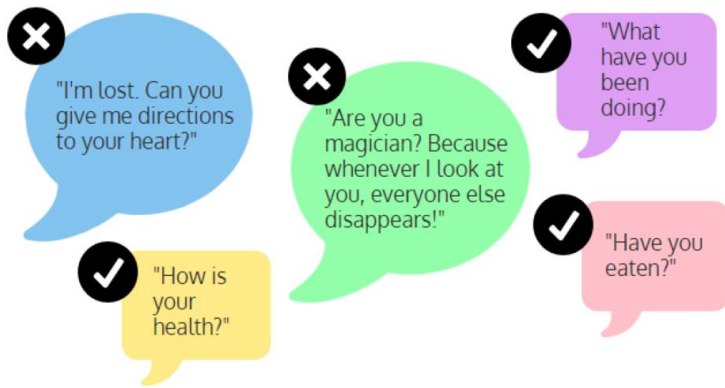 "I'm lost. Can you
give me directions
to your heart?"
"Are you a
magician? Because
whenever I look at
you, everyone else
disappears!"
"What
have you
been
doing?
"How is
your
health?"
"Have you
eaten?"